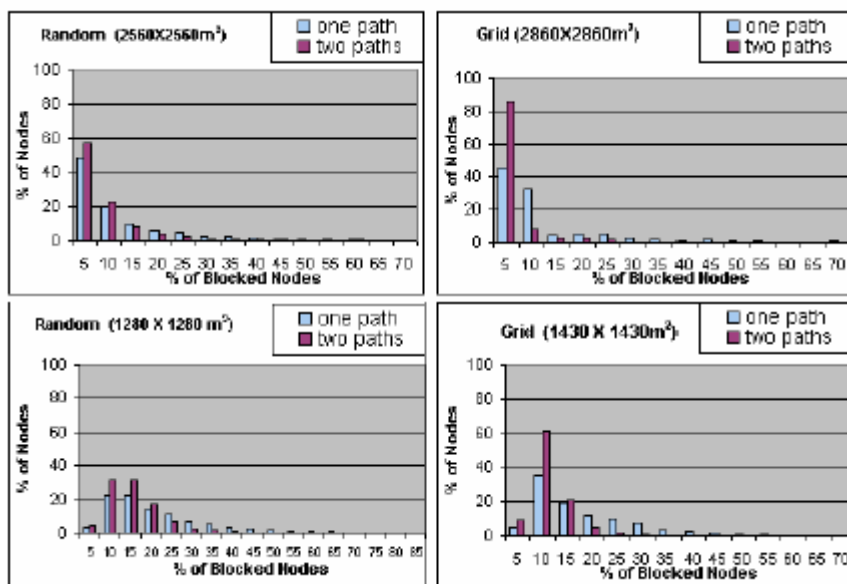 Random (2560X2560m²)
one path
two paths
100
80
60
40
20
0
% of Nodes
5 10 15 20 25 30 35 40 45 50 55 60 65 70
% of Blocked Nodes
Grid (2860X2860m²)
one path
two paths
100
80
60
40
20
0
% of Nodes
5 10 15 20 25 30 35 40 45 50 55 60 65 70
% of Blocked Nodes
Random (1280 X 1280 m²)
one path
two paths
100
80
60
40
20
0
% of Nodes
5 10 15 20 25 30 35 40 45 50 55 60 65 70 75 80 85
% of Blocked Nodes
Grid (1430 X 1430m²)
one path
two paths
100
80
60
40
20
0
% of Nodes
5 10 15 20 25 30 35 40 45 50 55 60 65 70
% of Blocked Nodes